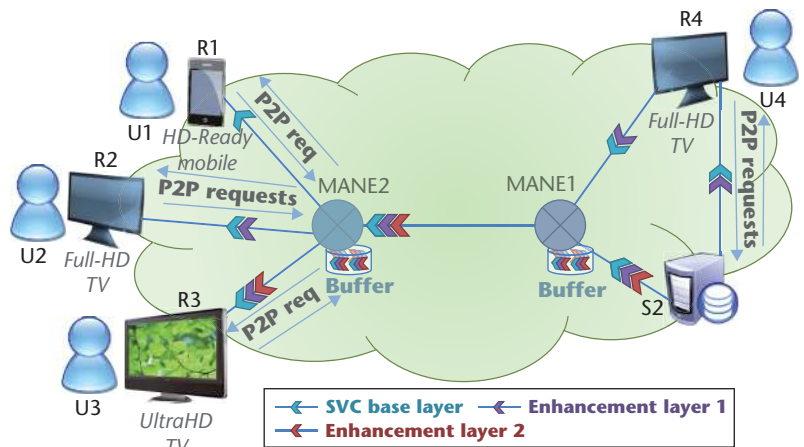 R1
R4
U1
HD-Ready
mobile
P2P req
U4
Full-HD
TV
P2P requests
R2
P2P requests
MANE2
MANE1
U2
Full-HD
TV
R3
P2P req
Buffer
Buffer
S2
U3
UltraHD
TV
SVC base layer
Enhancement layer 1
Enhancement layer 2